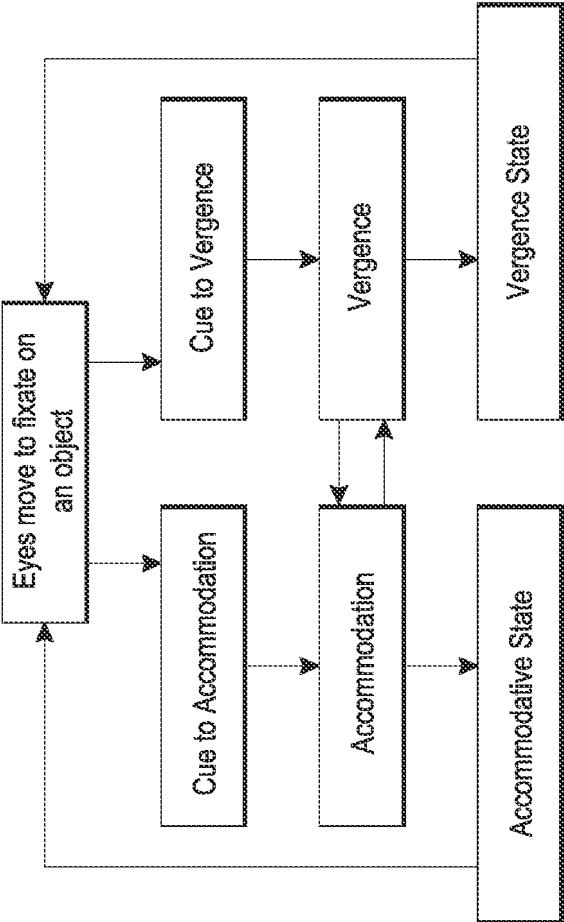 Eyes move to fixate on
an object
Cue to Accommodation
Cue to Vergence
Accommodation
Vergence
Accommodative State
Vergence State